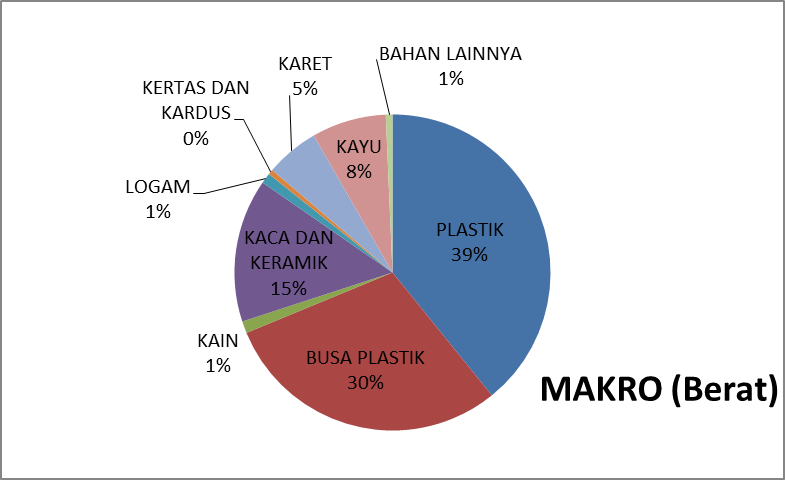 BAHAN LAINNYA
1%
KARET
5%
KERTAS DAN
KARDUS
0%
KAYU
8%
LOGAM
1%
PLASTIK
39%
KACA DAN
KERAMIK
15%
KAIN
1%
BUSA PLASTIK
30%
MAKRO (Berat)